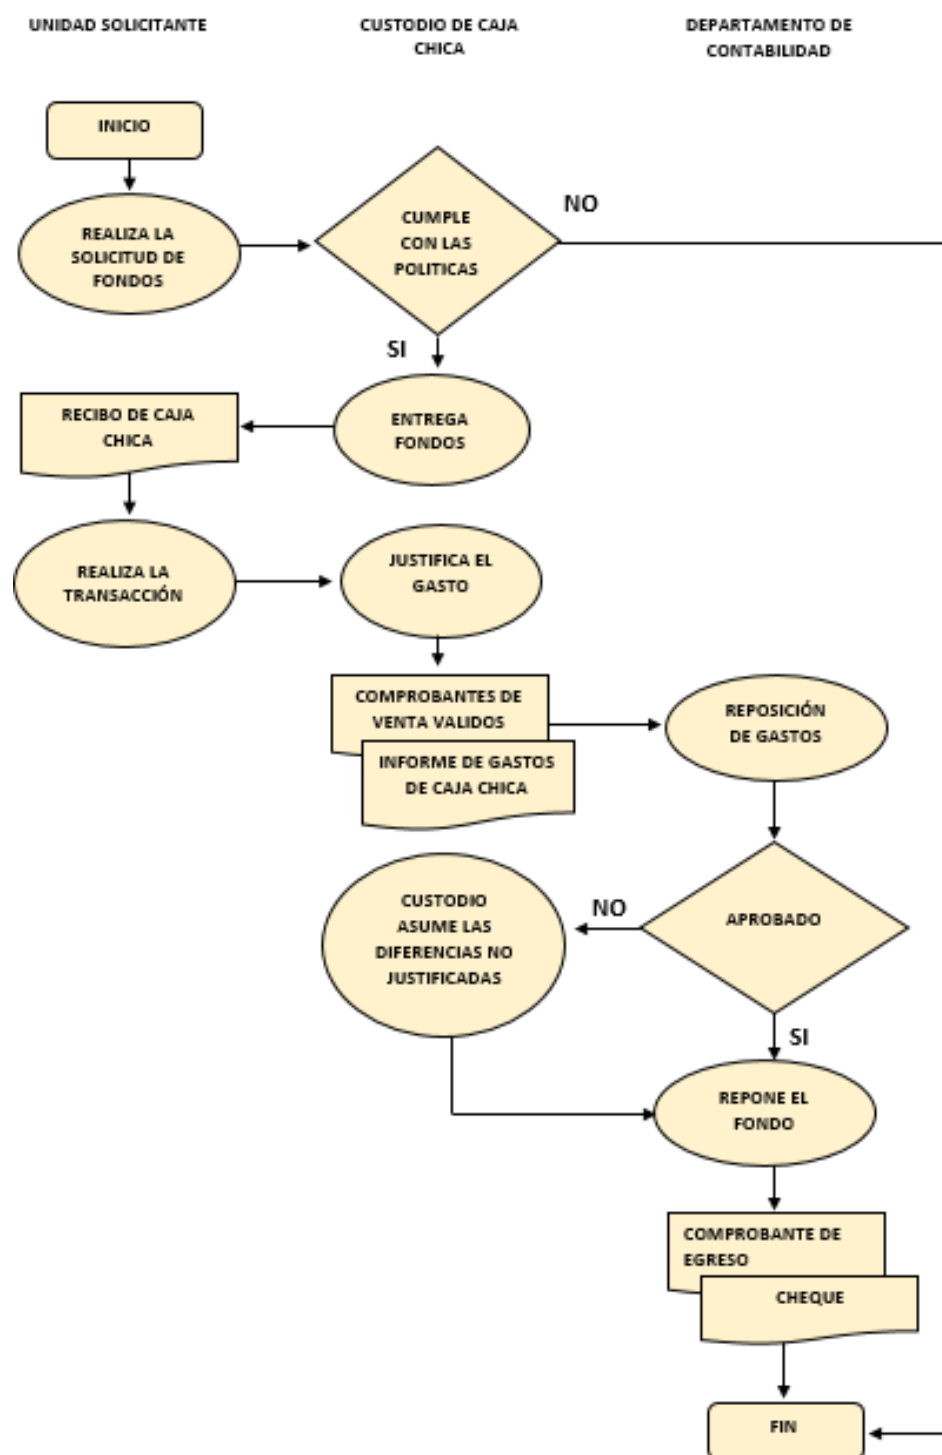 UNIDAD SOLICITANTE
CUSTODIO DE CAJA
CHICA
DEPARTAMENTO DE
CONTABILIDAD
INICIO
REALIZA LA
SOLICITUD DE
FONDOS
CUMPLE
CON LAS
POLITICAS
NO
SI
ENTREGA
FONDOS
RECIBO DE CAJA
CHICA
REALIZA LA
TRANSACCIÓN
JUSTIFICA EL
GASTO
COMPROBANTES DE
VENTA VALIDOS
INFORME DE GASTOS
DE CAJA CHICA
REPOSICIÓN
DE GASTOS
APROBADO
NO
CUSTODIO
ASUME LAS
DIFERENCIAS NO
JUSTIFICADAS
SI
REPONE EL
FONDO
COMPROBANTE DE
EGRESO
CHEQUE
FIN